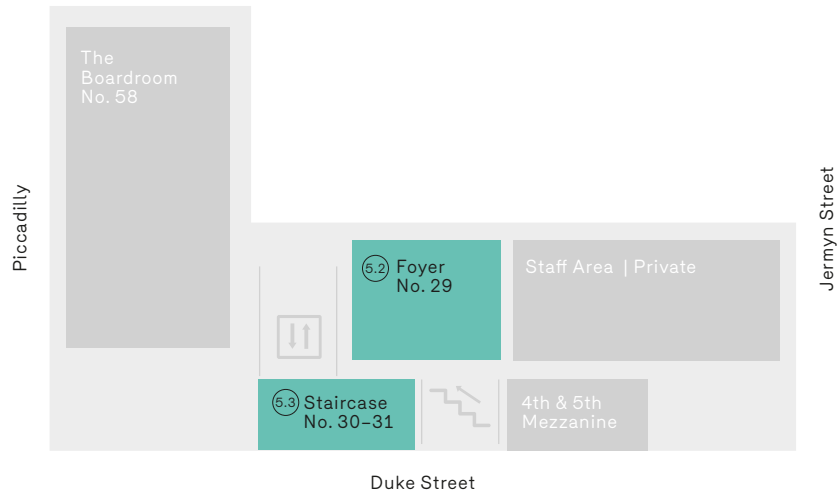 The
Boardroom
No. 58
Piccadilly
Jermyn Street
5.2 Foyer
No. 29
Staff Area | Private
5.3 Staircase
No. 30–31
4th & 5th
Mezzanine
Duke Street